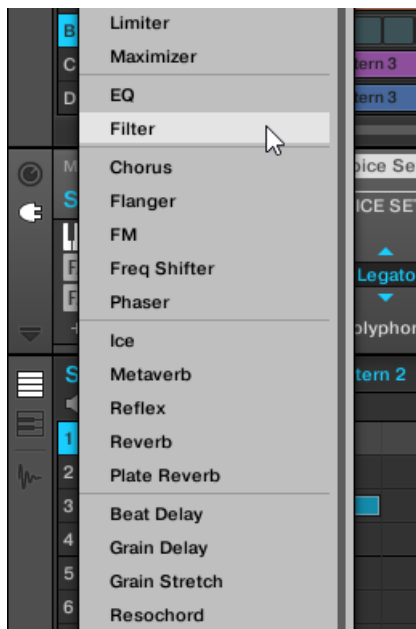 Limiter
B
Maximizer
C
tern 3
D
EQ
tern 3
Filter
M
Chorus
oice Se
S
Flanger
ICE SE
FM
F
Freq Shifter
Legato
F
Phaser
+
olyphon
Ice
S
Metaverb
tern 2
Reflex
1
Reverb
2
Plate Reverb
3
Beat Delay
4
Grain Delay
5
Grain Stretch
6
Resochord